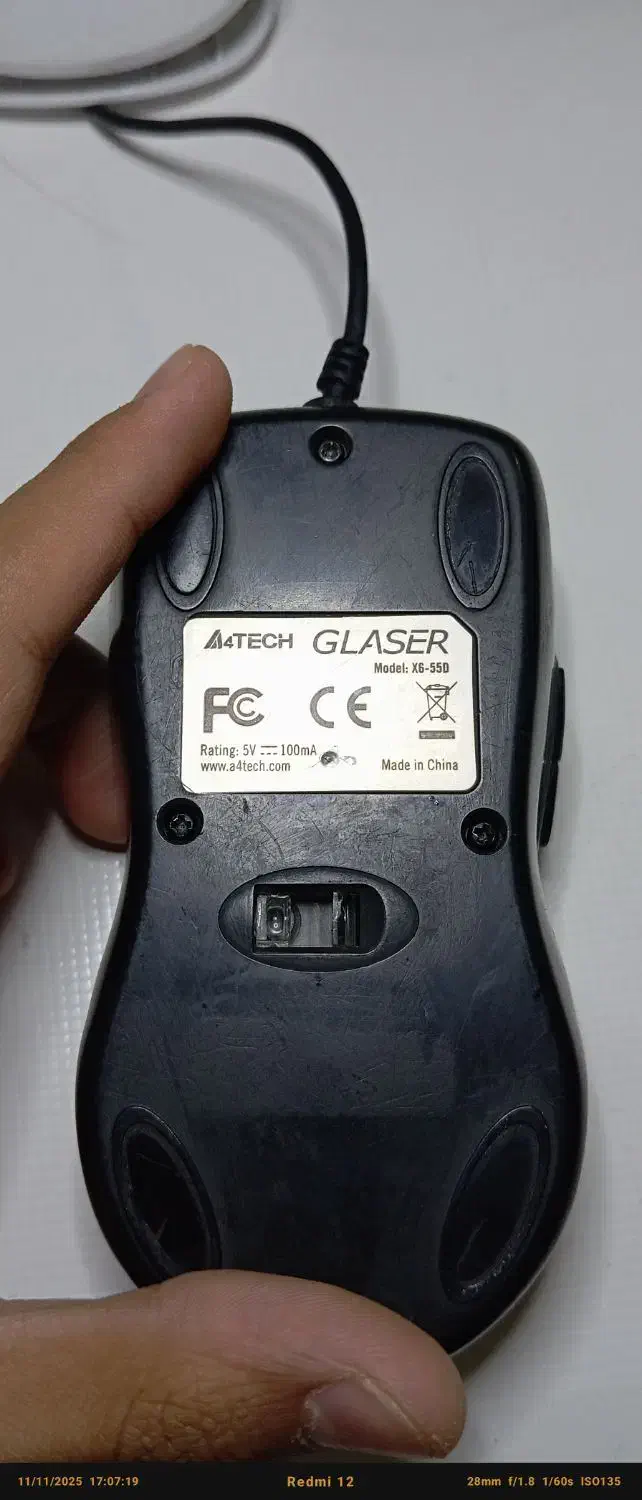 A4TECH GLASER
Model: X6-55D
FC CE
Rating: 5V ⎓ 100mA
www.a4tech.com Made in China
11/11/2025 17:07:19 Redmi 12 28mm f/1.8 1/60s ISO135